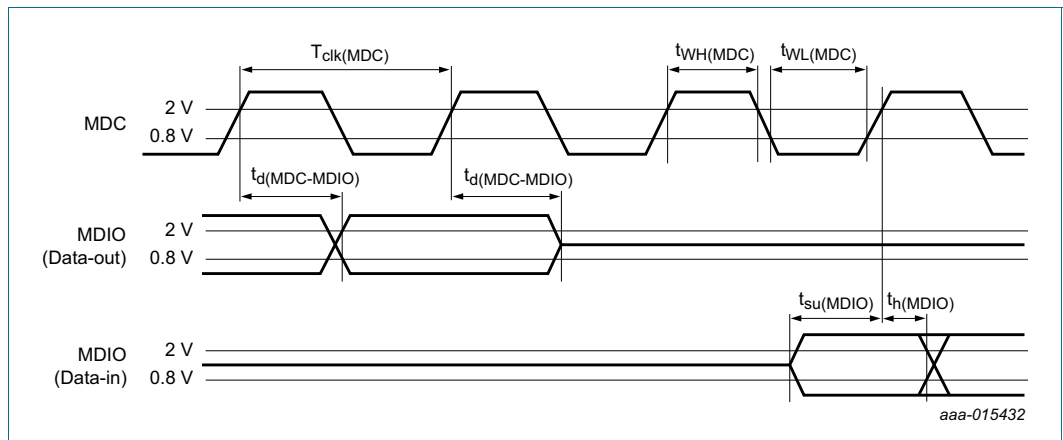 Tclk(MDC) tWH(MDC) tWL(MDC)
2 V
MDC
0.8 V
td(MDC-MDIO) td(MDC-MDIO)
MDIO 2 V
(Data-out) 0.8 V
tsu(MDIO) th(MDIO)
MDIO 2 V
(Data-in) 0.8 V
aaa-015432